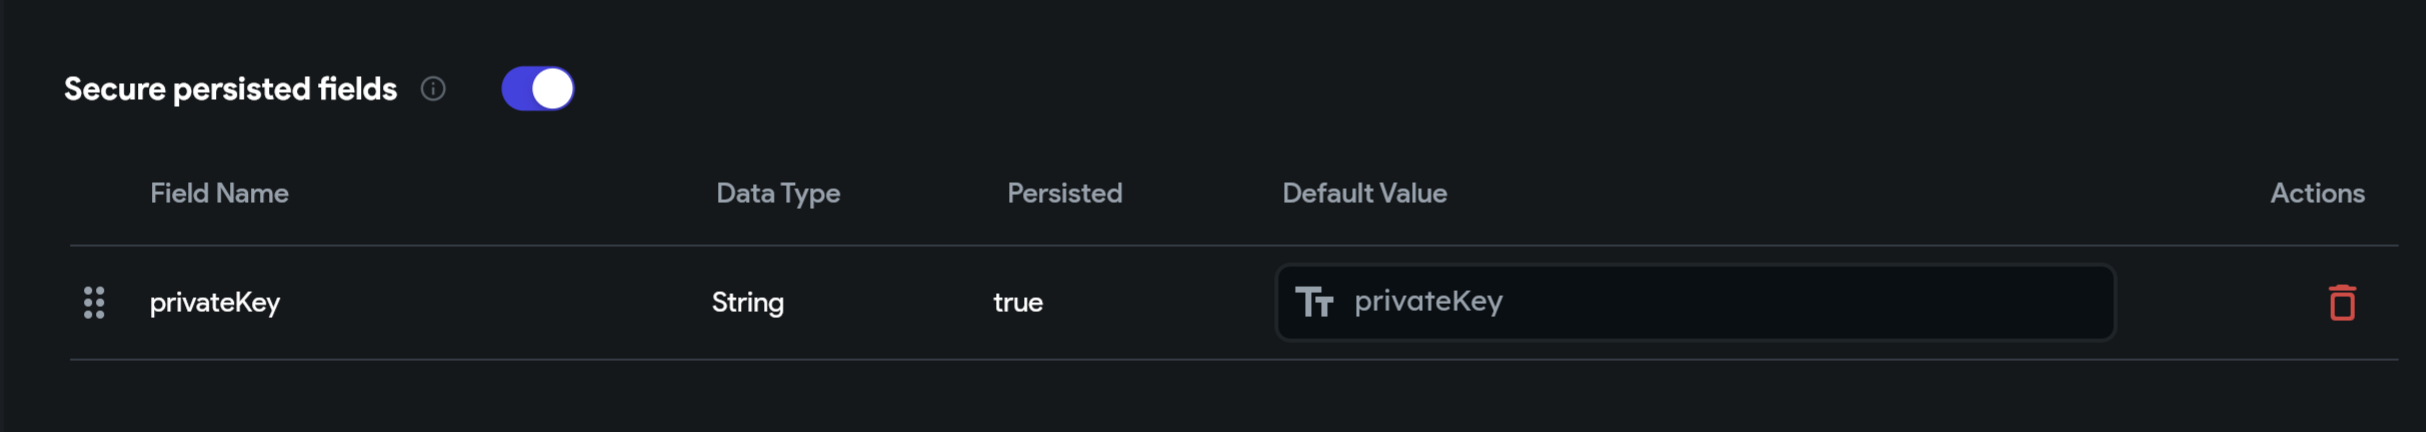 Secure persisted fields
Field Name Data Type Persisted Default Value Actions
privateKey String true privateKey